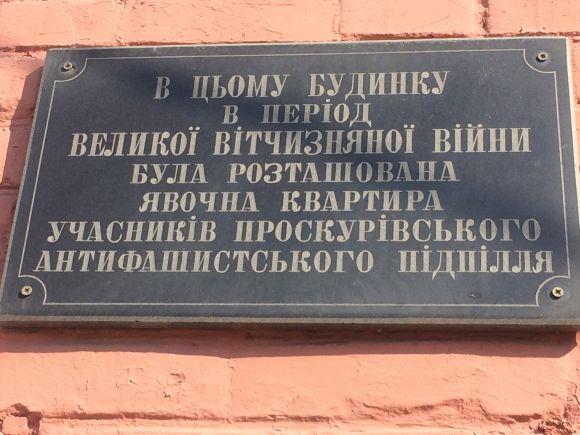 В ЦЬОМУ БУДИНКУ
В ПЕРІОД
ВЕЛИКОЇ ВІТЧИЗНЯНОЇ ВІЙНИ
БУЛА РОЗТАШОВАНА
ЯВОЧНА КВАРТИРА
УЧАСНИКІВ ПРОСКУРІВСЬКОГО
АНТИФАШИСТСЬКОГО ПІДПІЛЛЯ